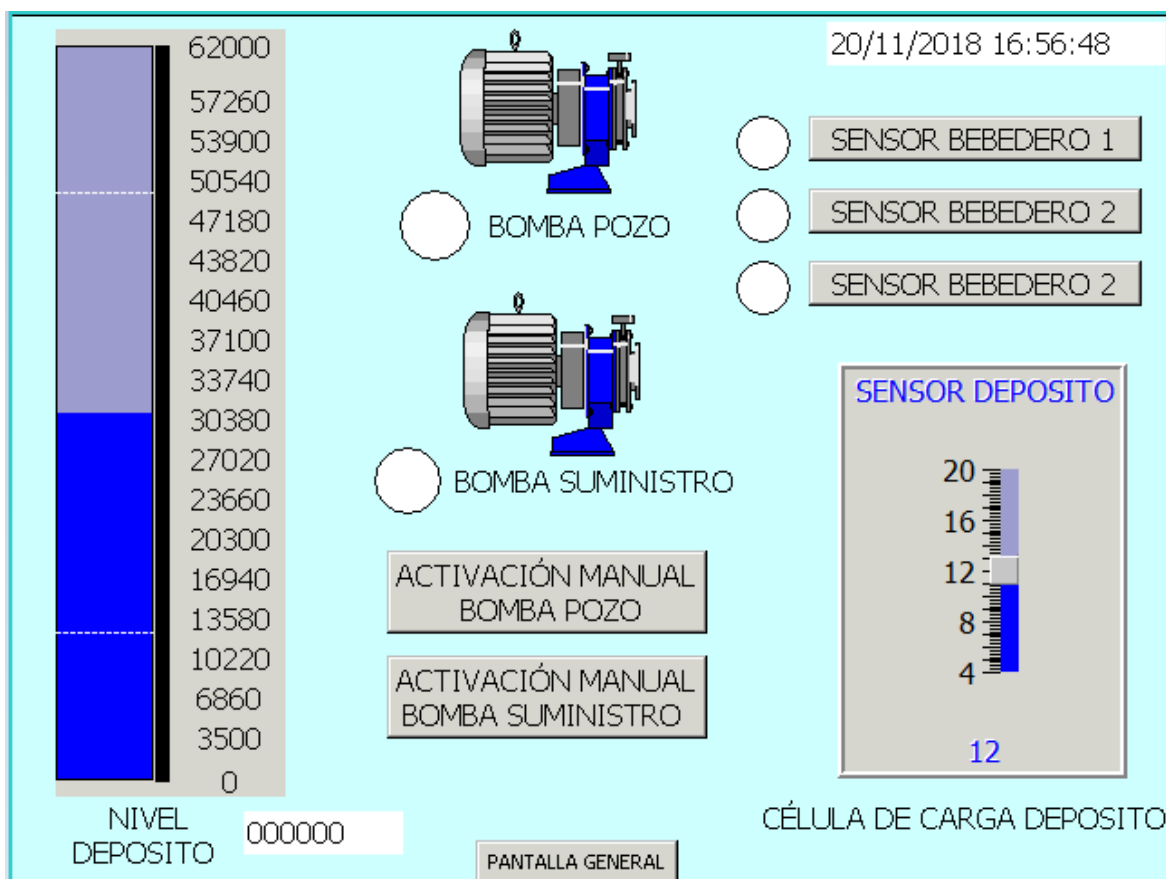 62000
57260
53900
50540
47180
43820
40460
37100
33740
30380
27020
23660
20300
16940
13580
10220
6860
3500
0
NIVEL
DEPOSITO
000000
BOMBA POZO
BOMBA SUMINISTRO
ACTIVACIÓN MANUAL
BOMBA POZO
ACTIVACIÓN MANUAL
BOMBA SUMINISTRO
PANTALLA GENERAL
20/11/2018 16:56:48
SENSOR BEBEDERO 1
SENSOR BEBEDERO 2
SENSOR BEBEDERO 2
SENSOR DEPOSITO
20
16
12
8
4
12
CÉLULA DE CARGA DEPOSITO